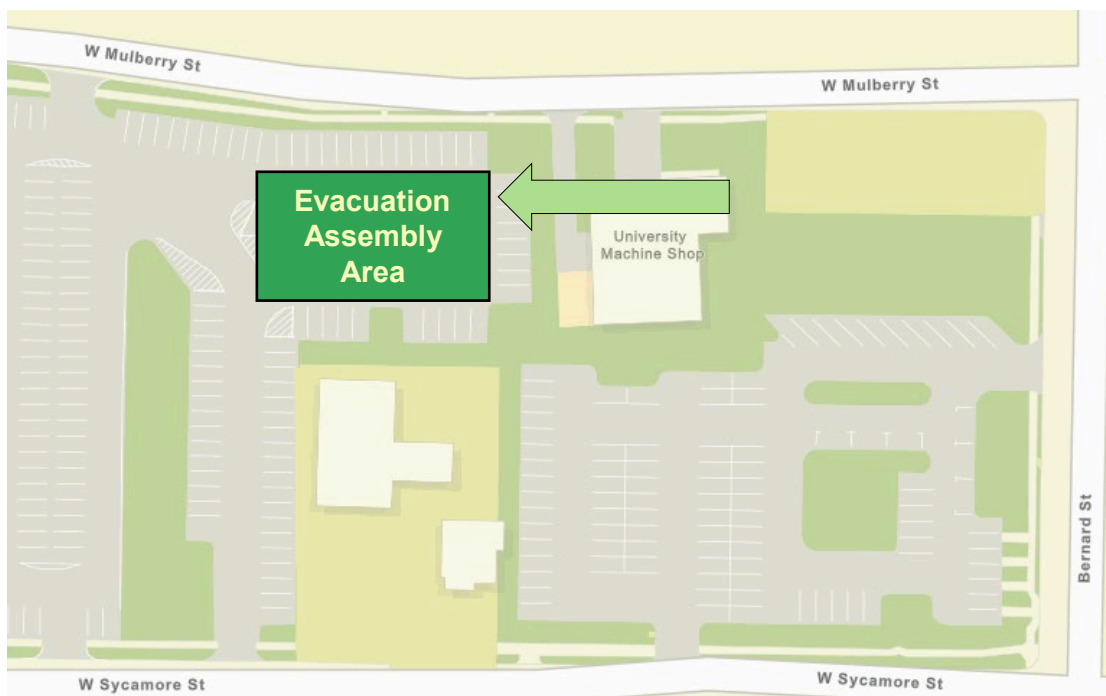 W Mulberry St
W Mulberry St
Evacuation
Assembly
Area
University
Machine Shop
Bernard St
W Sycamore St
W Sycamore St